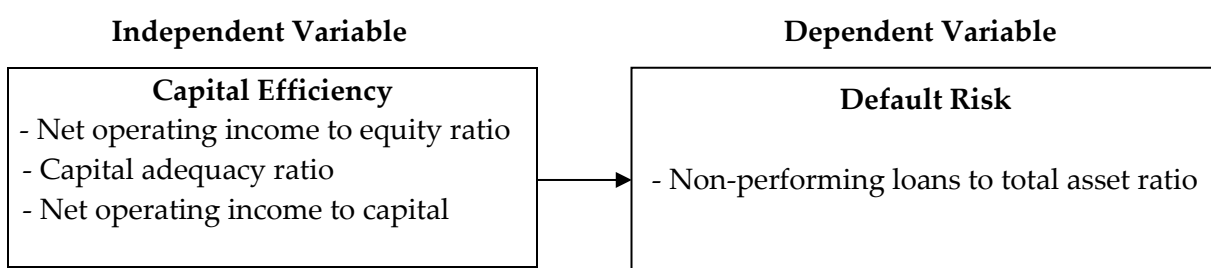 Independent Variable
Dependent Variable
Capital Efficiency
- Net operating income to equity ratio
- Capital adequacy ratio
- Net operating income to capital
Default Risk
- Non-performing loans to total asset ratio